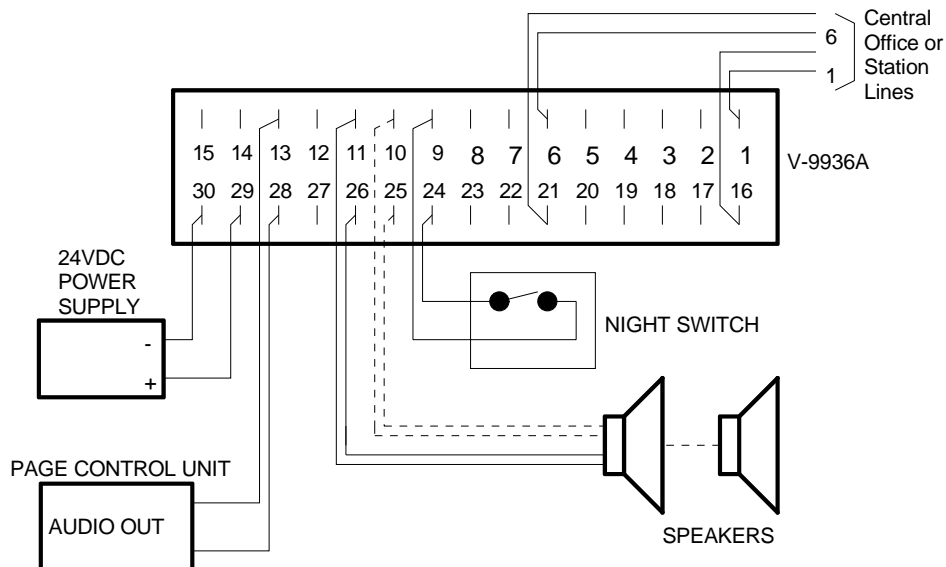 Central
6
Office or
Station
1
Lines
15 14 13 12 11 10 9 8 7 6 5 4 3 2 1
V-9936A
30 29 28 27 26 25 24 23 22 21 20 19 18 17 16
24VDC
POWER
SUPPLY
-
+
NIGHT SWITCH
PAGE CONTROL UNIT
AUDIO OUT
SPEAKERS